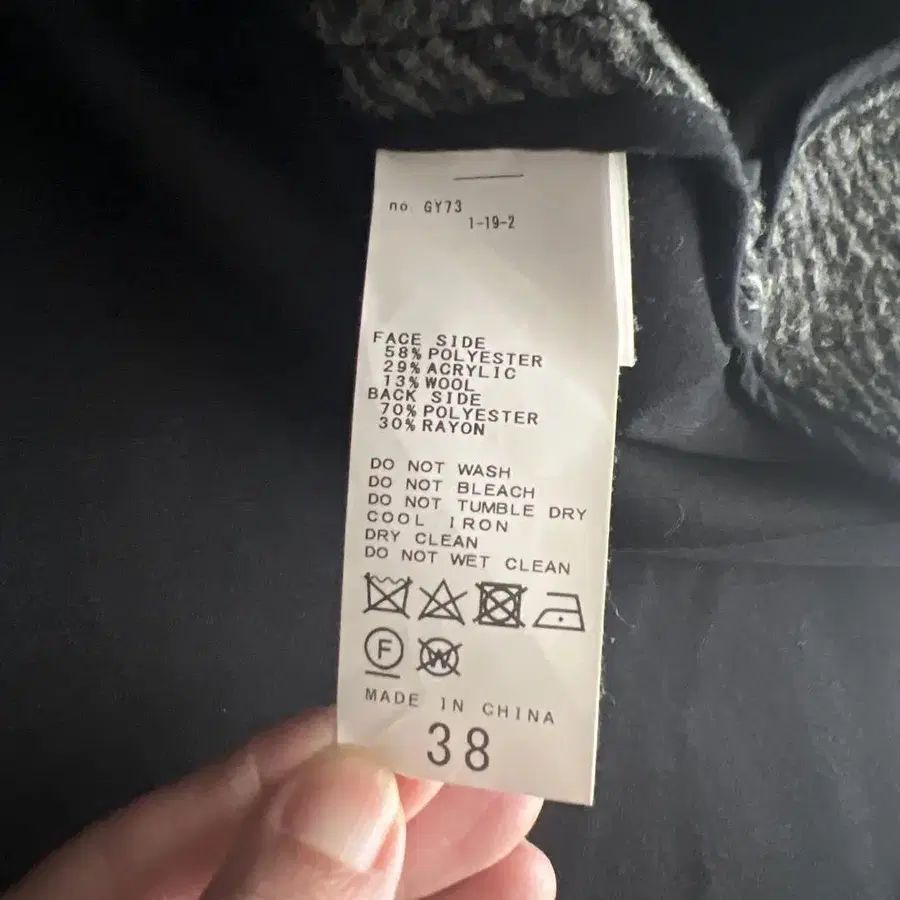 no. GY73
1-19-2
FACE SIDE
58% POLYESTER
29% ACRYLIC
13% WOOL
BACK SIDE
70% POLYESTER
30% RAYON
DO NOT WASH
DO NOT BLEACH
DO NOT TUMBLE DRY
COOL IRON
DRY CLEAN
DO NOT WET CLEAN
F W
MADE IN CHINA
38